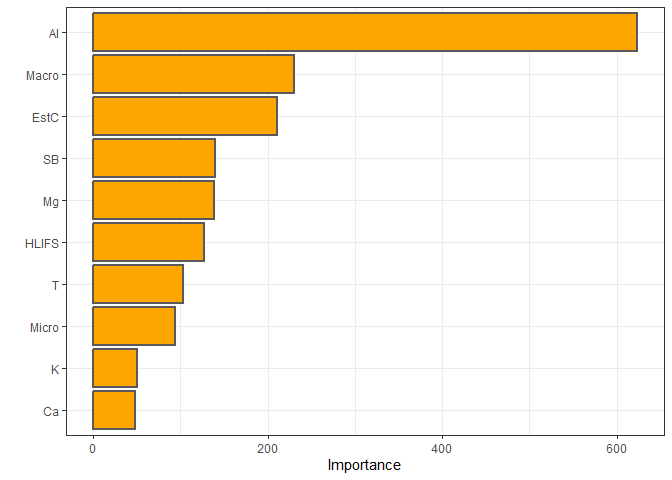 Al
Macro
EstC
SB
Mg
HLIFS
T
Micro
K
Ca
0 200 400 600
Importance